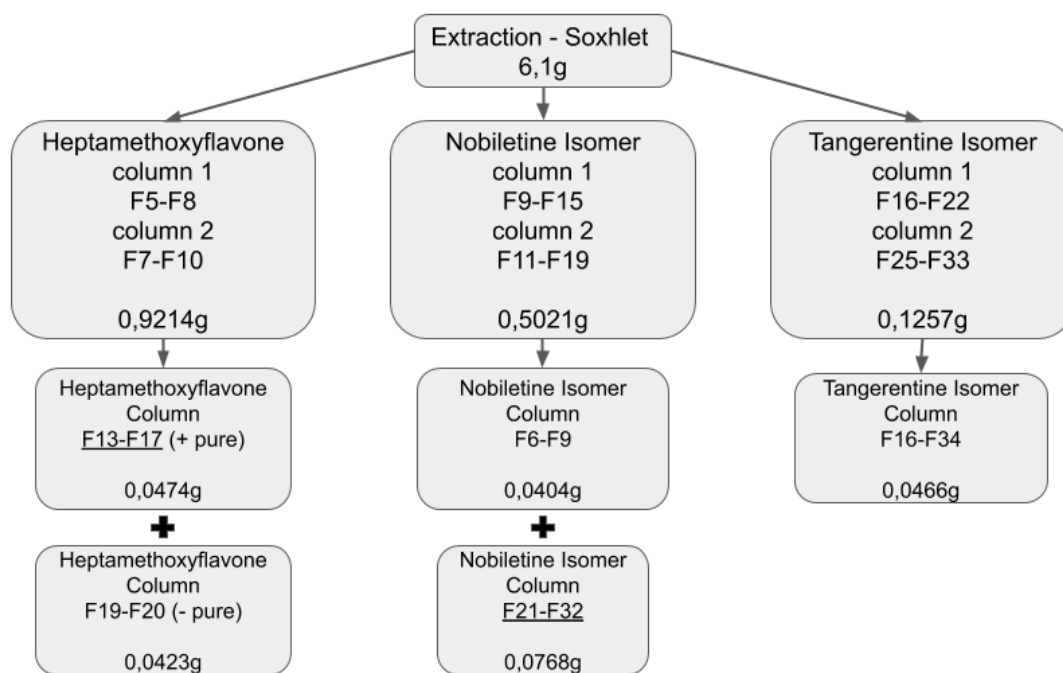 Extraction - Soxhlet
6,1g
Heptamethoxyflavone
column 1
F5-F8
column 2
F7-F10
0,9214g
Nobiletine Isomer
column 1
F9-F15
column 2
F11-F19
0,5021g
Tangerentine Isomer
column 1
F16-F22
column 2
F25-F33
0,1257g
Heptamethoxyflavone
Column
F13-F17 (+ pure)
0,0474g
Nobiletine Isomer
Column
F6-F9
0,0404g
Tangerentine Isomer
Column
F16-F34
0,0466g
Heptamethoxyflavone
Column
F19-F20 (- pure)
0,0423g
Nobiletine Isomer
Column
F21-F32
0,0768g